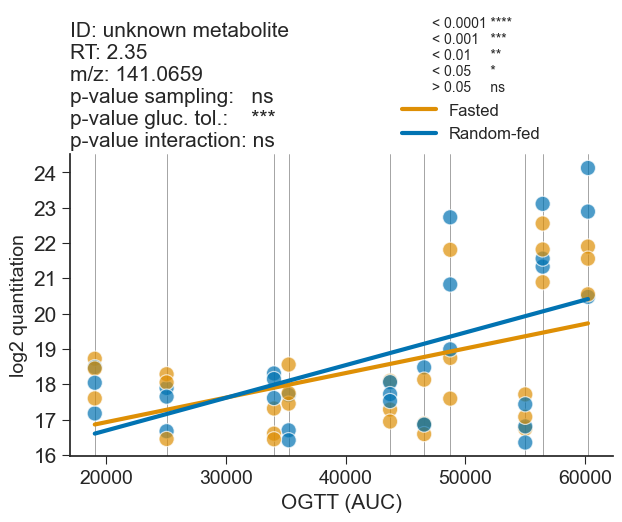 ID: unknown metabolite
RT: 2.35
m/z: 141.0659
p-value sampling: ns
p-value gluc. tol.: ***
p-value interaction: ns
< 0.0001 ****
< 0.001 ***
< 0.01 **
< 0.05 *
> 0.05 ns
Fasted
Random-fed
log2 quantitation
24
23
22
21
20
19
18
17
16
20000 30000 40000 50000 60000
OGTT (AUC)